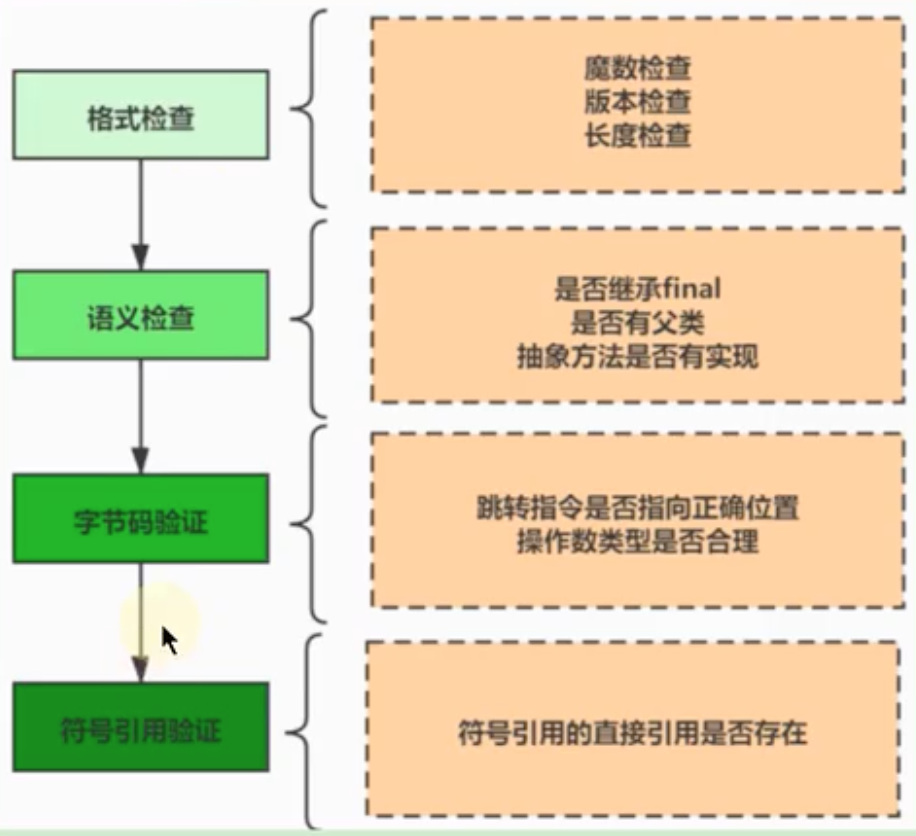 格式检查
魔数检查
版本检查
长度检查
语义检查
是否继承final
是否有父类
抽象方法是否有实现
字节码验证
跳转指令是否指向正确位置
操作数类型是否合理
符号引用验证
符号引用的直接引用是否存在